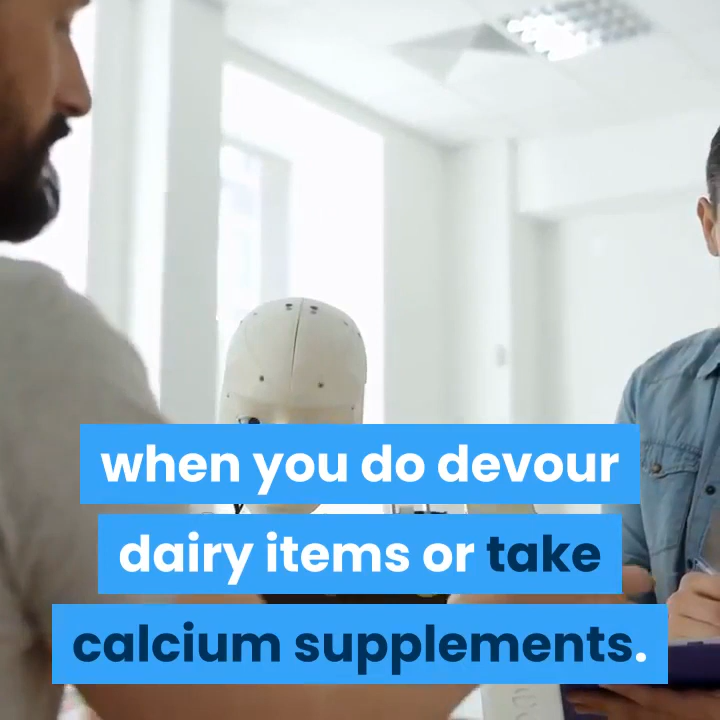 when you do devour
dairy items or take
calcium supplements.